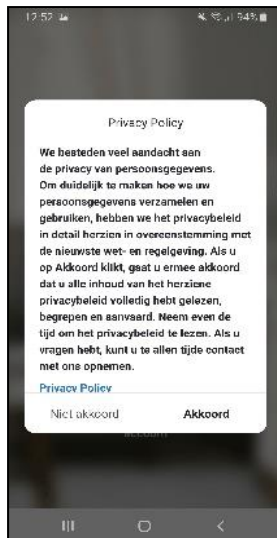 12:52
94%
Privacy Policy
We besteden veel aandacht aan
de privacy van persoonsgegevens.
Om duidelijk te maken hoe we uw
persoonsgegevens verzamelen en
gebruiken, hebben we het privacybeleid
in detail herzien in overeenstemming met
de nieuwste wet- en regelgeving. Als u
op Akkoord klikt, gaat u ermee akkoord
dat u alle inhoud van het herziene
privacybeleid volledig hebt gelezen,
begrepen en aanvaard. Neem even de
tijd om het privacybeleid te lezen. Als u
vragen hebt, kunt u te allen tijde contact
met ons opnemen.
Privacy Policy
Niet akkoord
Akkoord